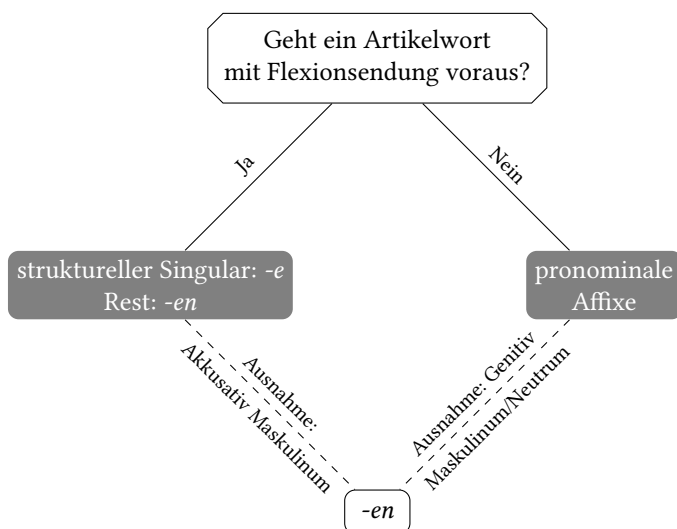 Geht ein Artikelwort
mit Flexionsendung voraus?
Ja
Nein
struktureller Singular: -e
Rest: -en
pronominale
Affixe
Ausnahme:
Akkusativ Maskulinum
Ausnahme: Genitiv
Maskulinum/Neutrum
-en